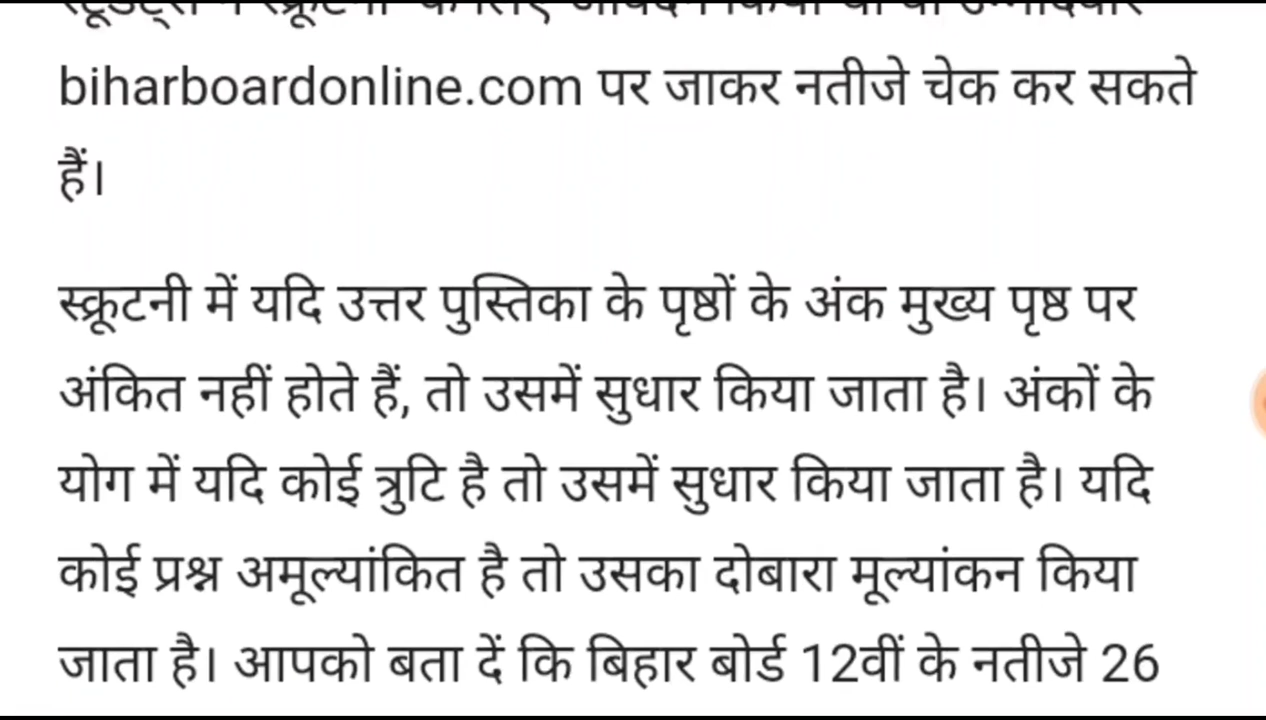 biharboardonline.com पर जाकर नतीजे चेक कर सकते
हैं।
स्क्रूटनी में यदि उत्तर पुस्तिका के पृष्ठों के अंक मुख्य पृष्ठ पर
अंकित नहीं होते हैं, तो उसमें सुधार किया जाता है। अंकों के
योग में यदि कोई त्रुटि है तो उसमें सुधार किया जाता है। यदि
कोई प्रश्न अमूल्यांकित है तो उसका दोबारा मूल्यांकन किया
जाता है। आपको बता दें कि बिहार बोर्ड 12वीं के नतीजे 26